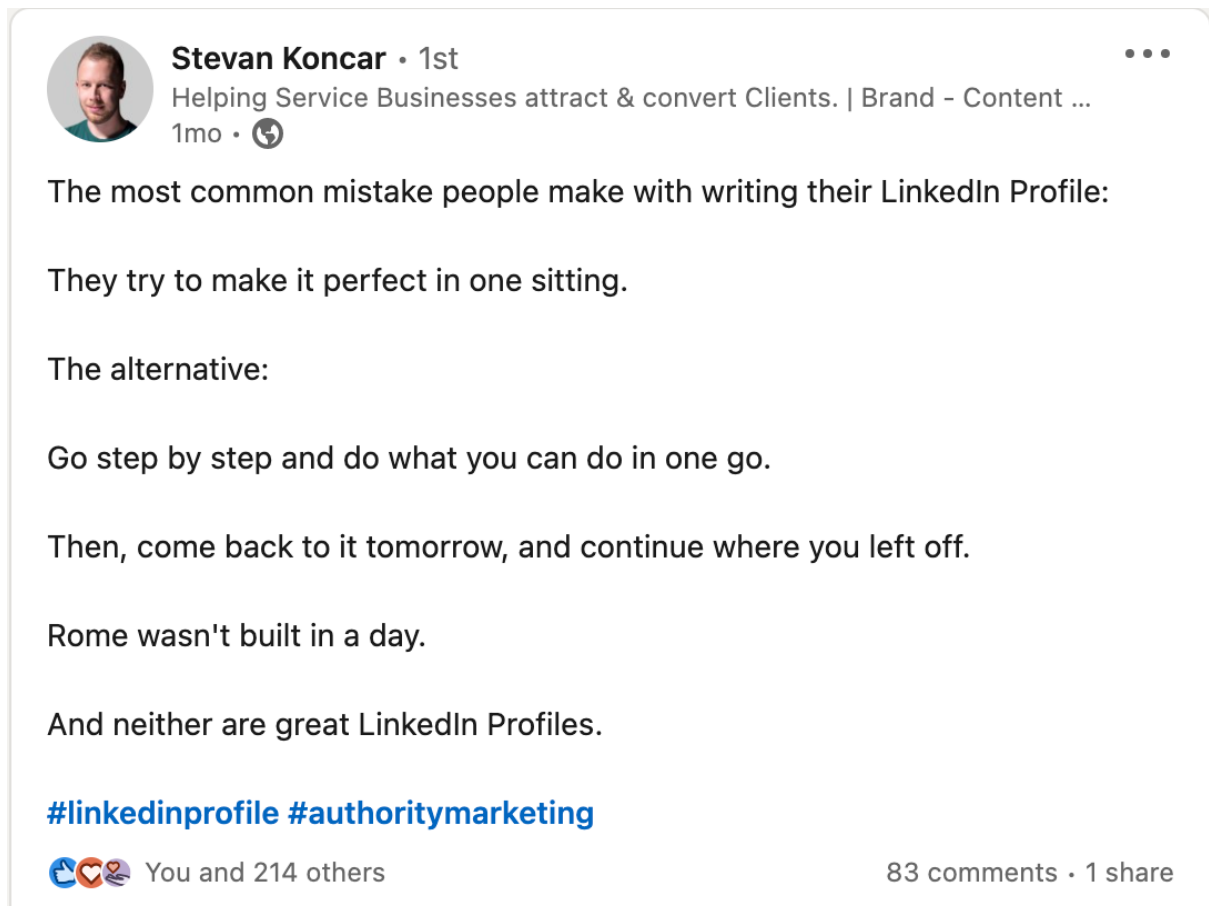 Stevan Koncar • 1st
Helping Service Businesses attract & convert Clients. | Brand - Content ...
1mo •
The most common mistake people make with writing their LinkedIn Profile:
They try to make it perfect in one sitting.
The alternative:
Go step by step and do what you can do in one go.
Then, come back to it tomorrow, and continue where you left off.
Rome wasn't built in a day.
And neither are great LinkedIn Profiles.
#linkedinprofile #authoritymarketing
You and 214 others 83 comments • 1 share